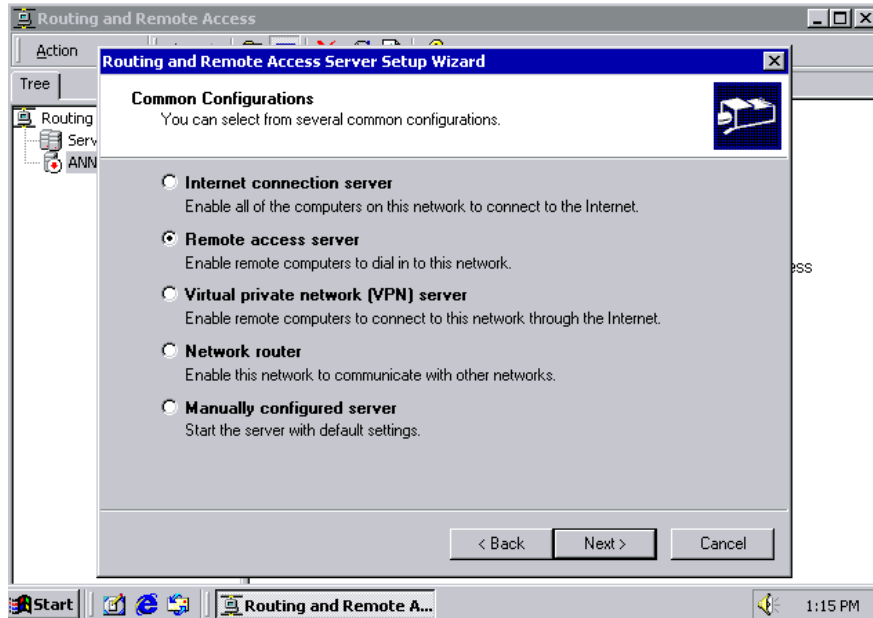 Routing and Remote Access
Action
Tree
Routing
Serv
ANN
Routing and Remote Access Server Setup Wizard
Common Configurations
You can select from several common configurations.
Internet connection server
Enable all of the computers on this network to connect to the Internet.
Remote access server
Enable remote computers to dial in to this network.
ess
Virtual private network (VPN) server
Enable remote computers to connect to this network through the Internet.
Network router
Enable this network to communicate with other networks.
Manually configured server
Start the server with default settings.
< Back Next > Cancel
Start Routing and Remote A... 1:15 PM